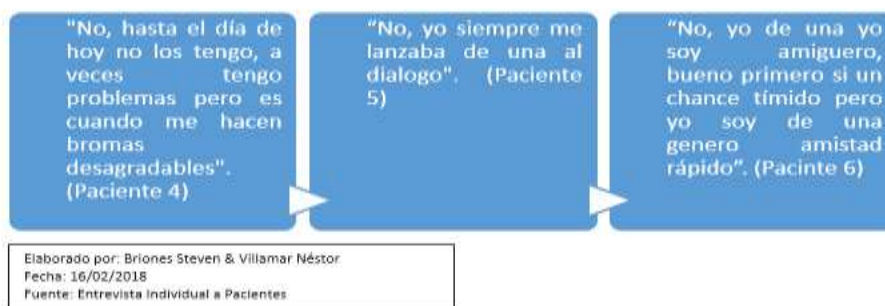 "No, hasta el día de
hoy no los tengo, a
veces tengo
problemas pero es
cuando me hacen
bromas
desagradables".
(Paciente 4)
“No, yo siempre me
lanzaba de una al
dialogo". (Paciente
5)
“No, yo de una yo
soy amiguero,
bueno primero si un
chance tímido pero
yo soy de una
genero amistad
rápido”. (Pacinte 6)
Elaborado por: Briones Steven & Villamar Néstor
Fecha: 16/02/2018
Fuente: Entrevista Individual a Pacientes